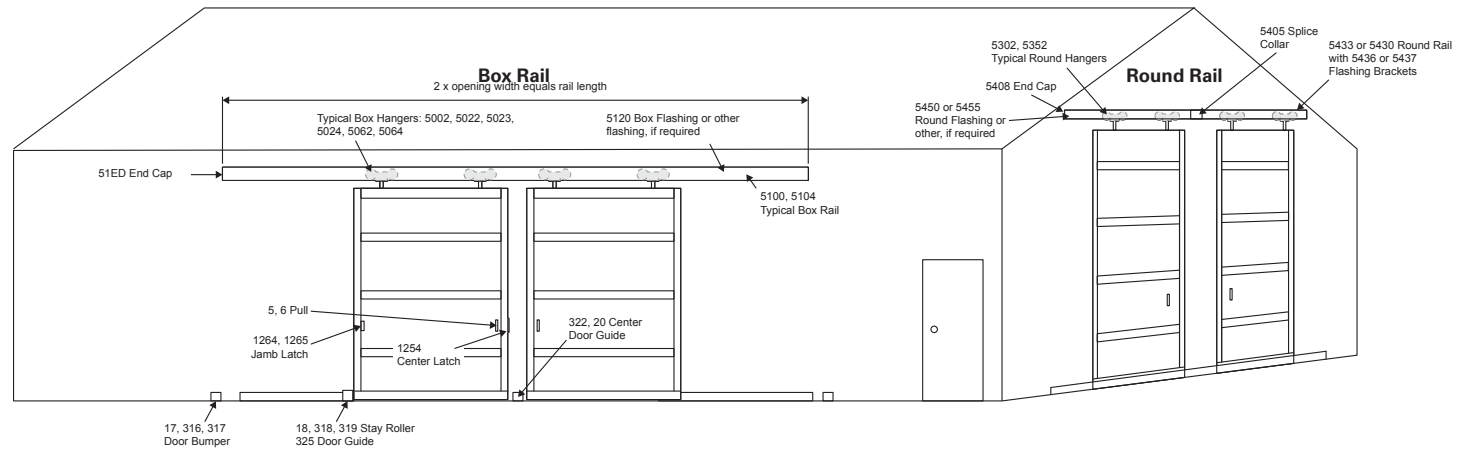 Box Rail
2 x opening width equals rail length
Typical Box Hangers: 5002, 5022, 5023,
5024, 5062, 5064
5120 Box Flashing or other
flashing, if required
51ED End Cap
5100, 5104
Typical Box Rail
5, 6 Pull
1264, 1265
Jamb Latch
1254
Center Latch
322, 20 Center
Door Guide
17, 316, 317
Door Bumper
18, 318, 319 Stay Roller
325 Door Guide
5302, 5352
Typical Round Hangers
5405 Splice
Collar
5433 or 5430 Round Rail
with 5436 or 5437
Flashing Brackets
Round Rail
5408 End Cap
5450 or 5455
Round Flashing or
other, if required